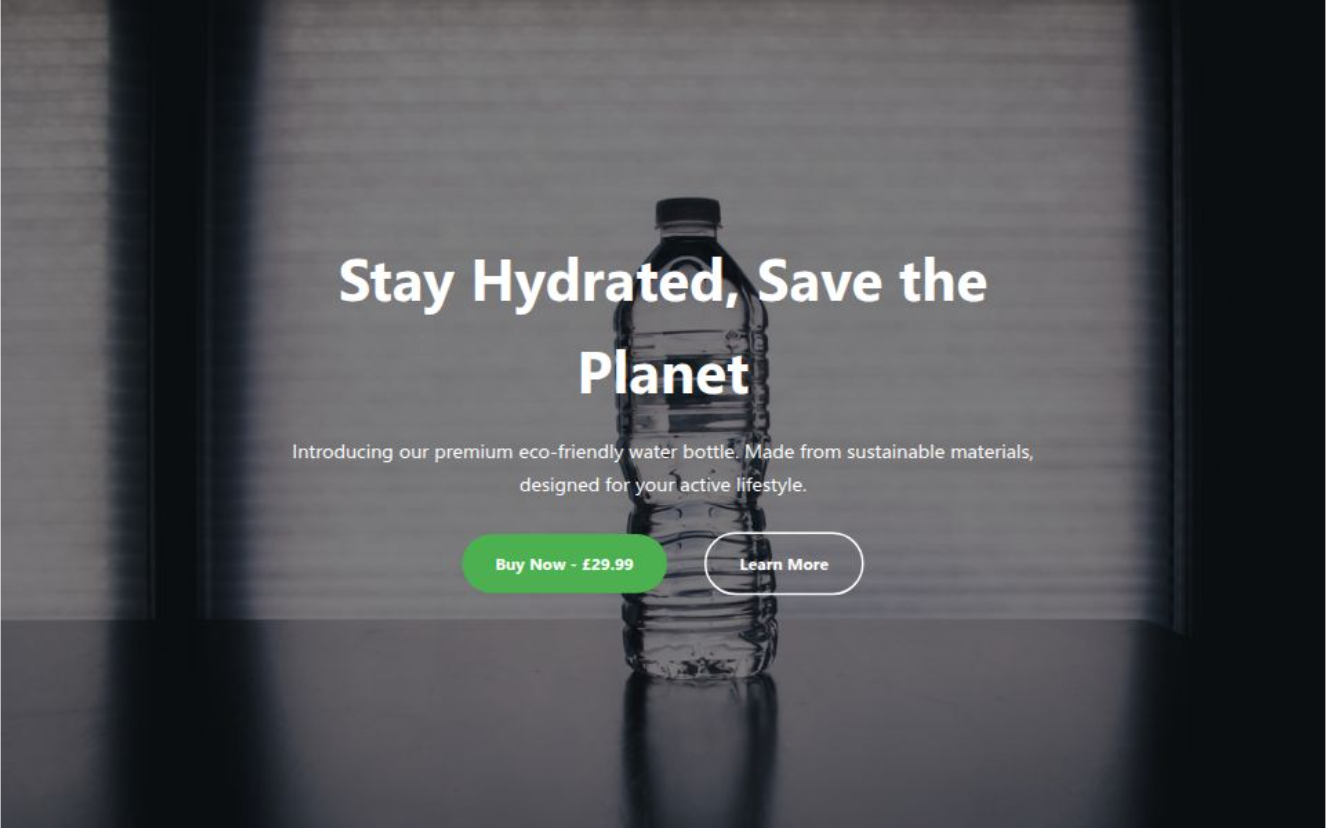 Stay Hydrated, Save the
Planet
Introducing our premium eco-friendly water bottle. Made from sustainable materials,
designed for your active lifestyle.
Buy Now - £29.99
Learn More